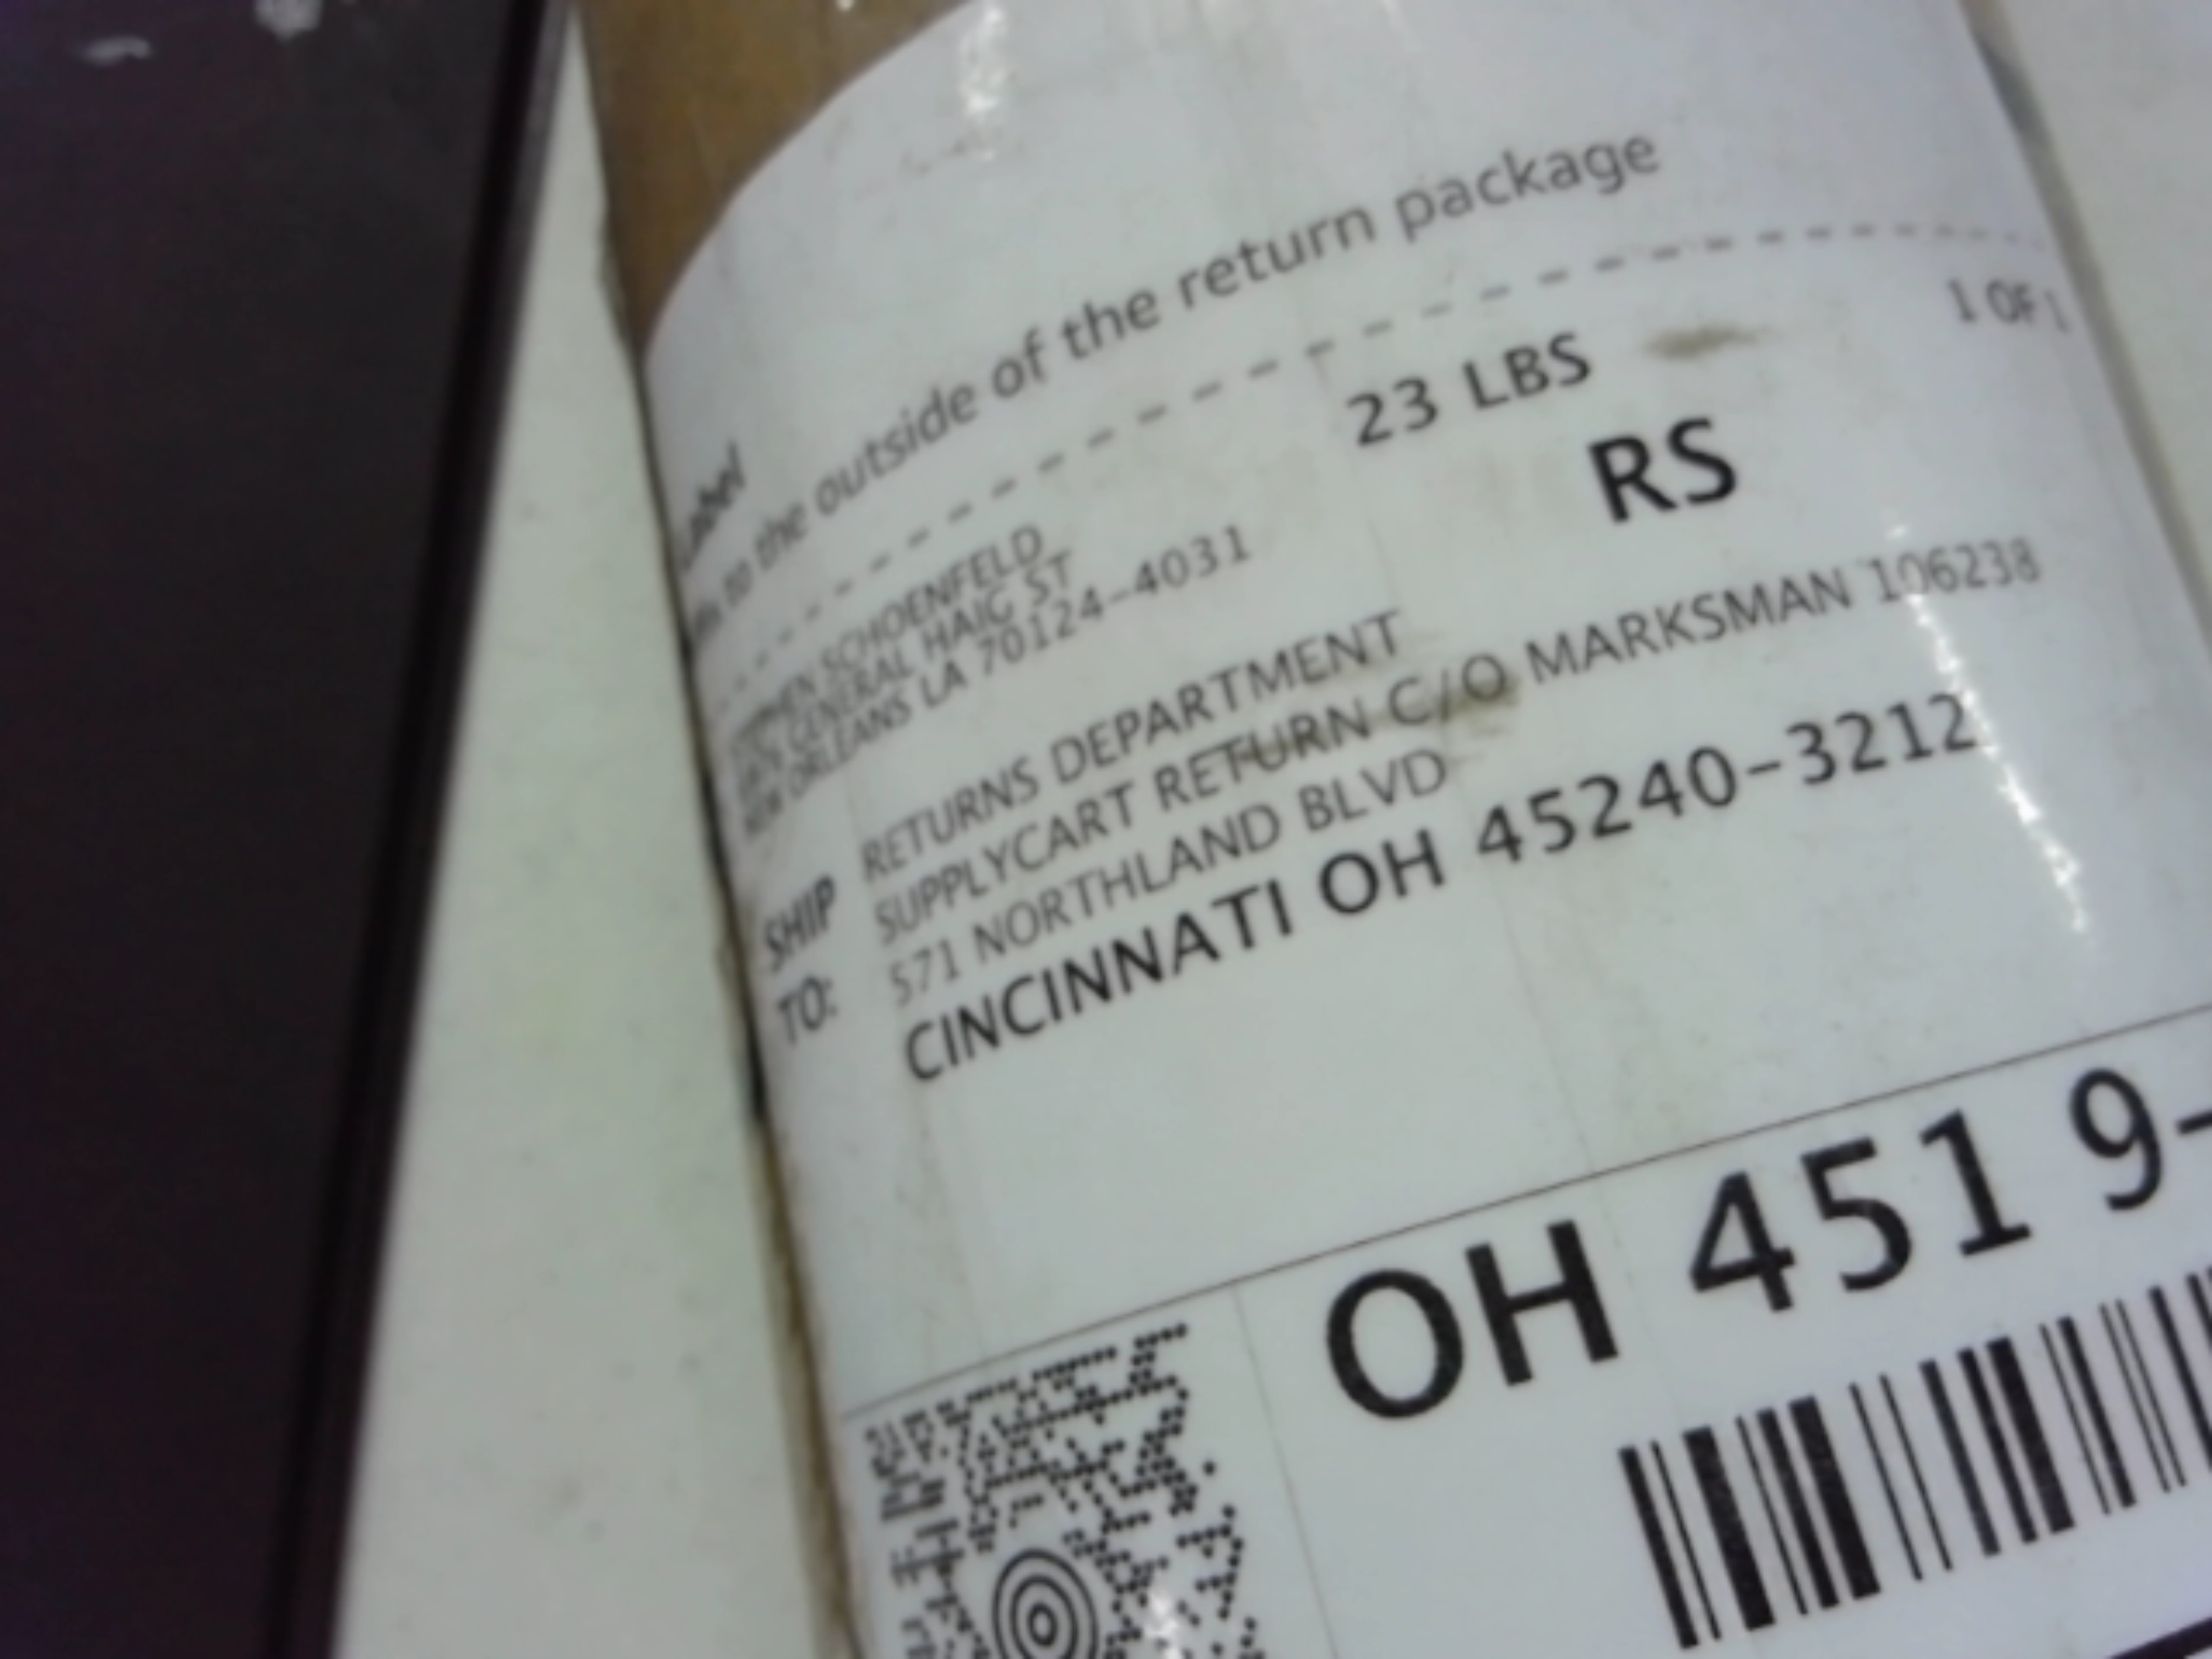 Label
to the outside of the return package
1 OF 1
23 LBS
RS
SCHOENFELD
GENERAL HAIG ST
NEW ORLEANS LA 70124-4031
SHIP TO:
RETURNS DEPARTMENT
SUPPLYCART RETURN C/O MARKSMAN 106238
571 NORTHLAND BLVD
CINCINNATI OH 45240-3212
OH 451 9-